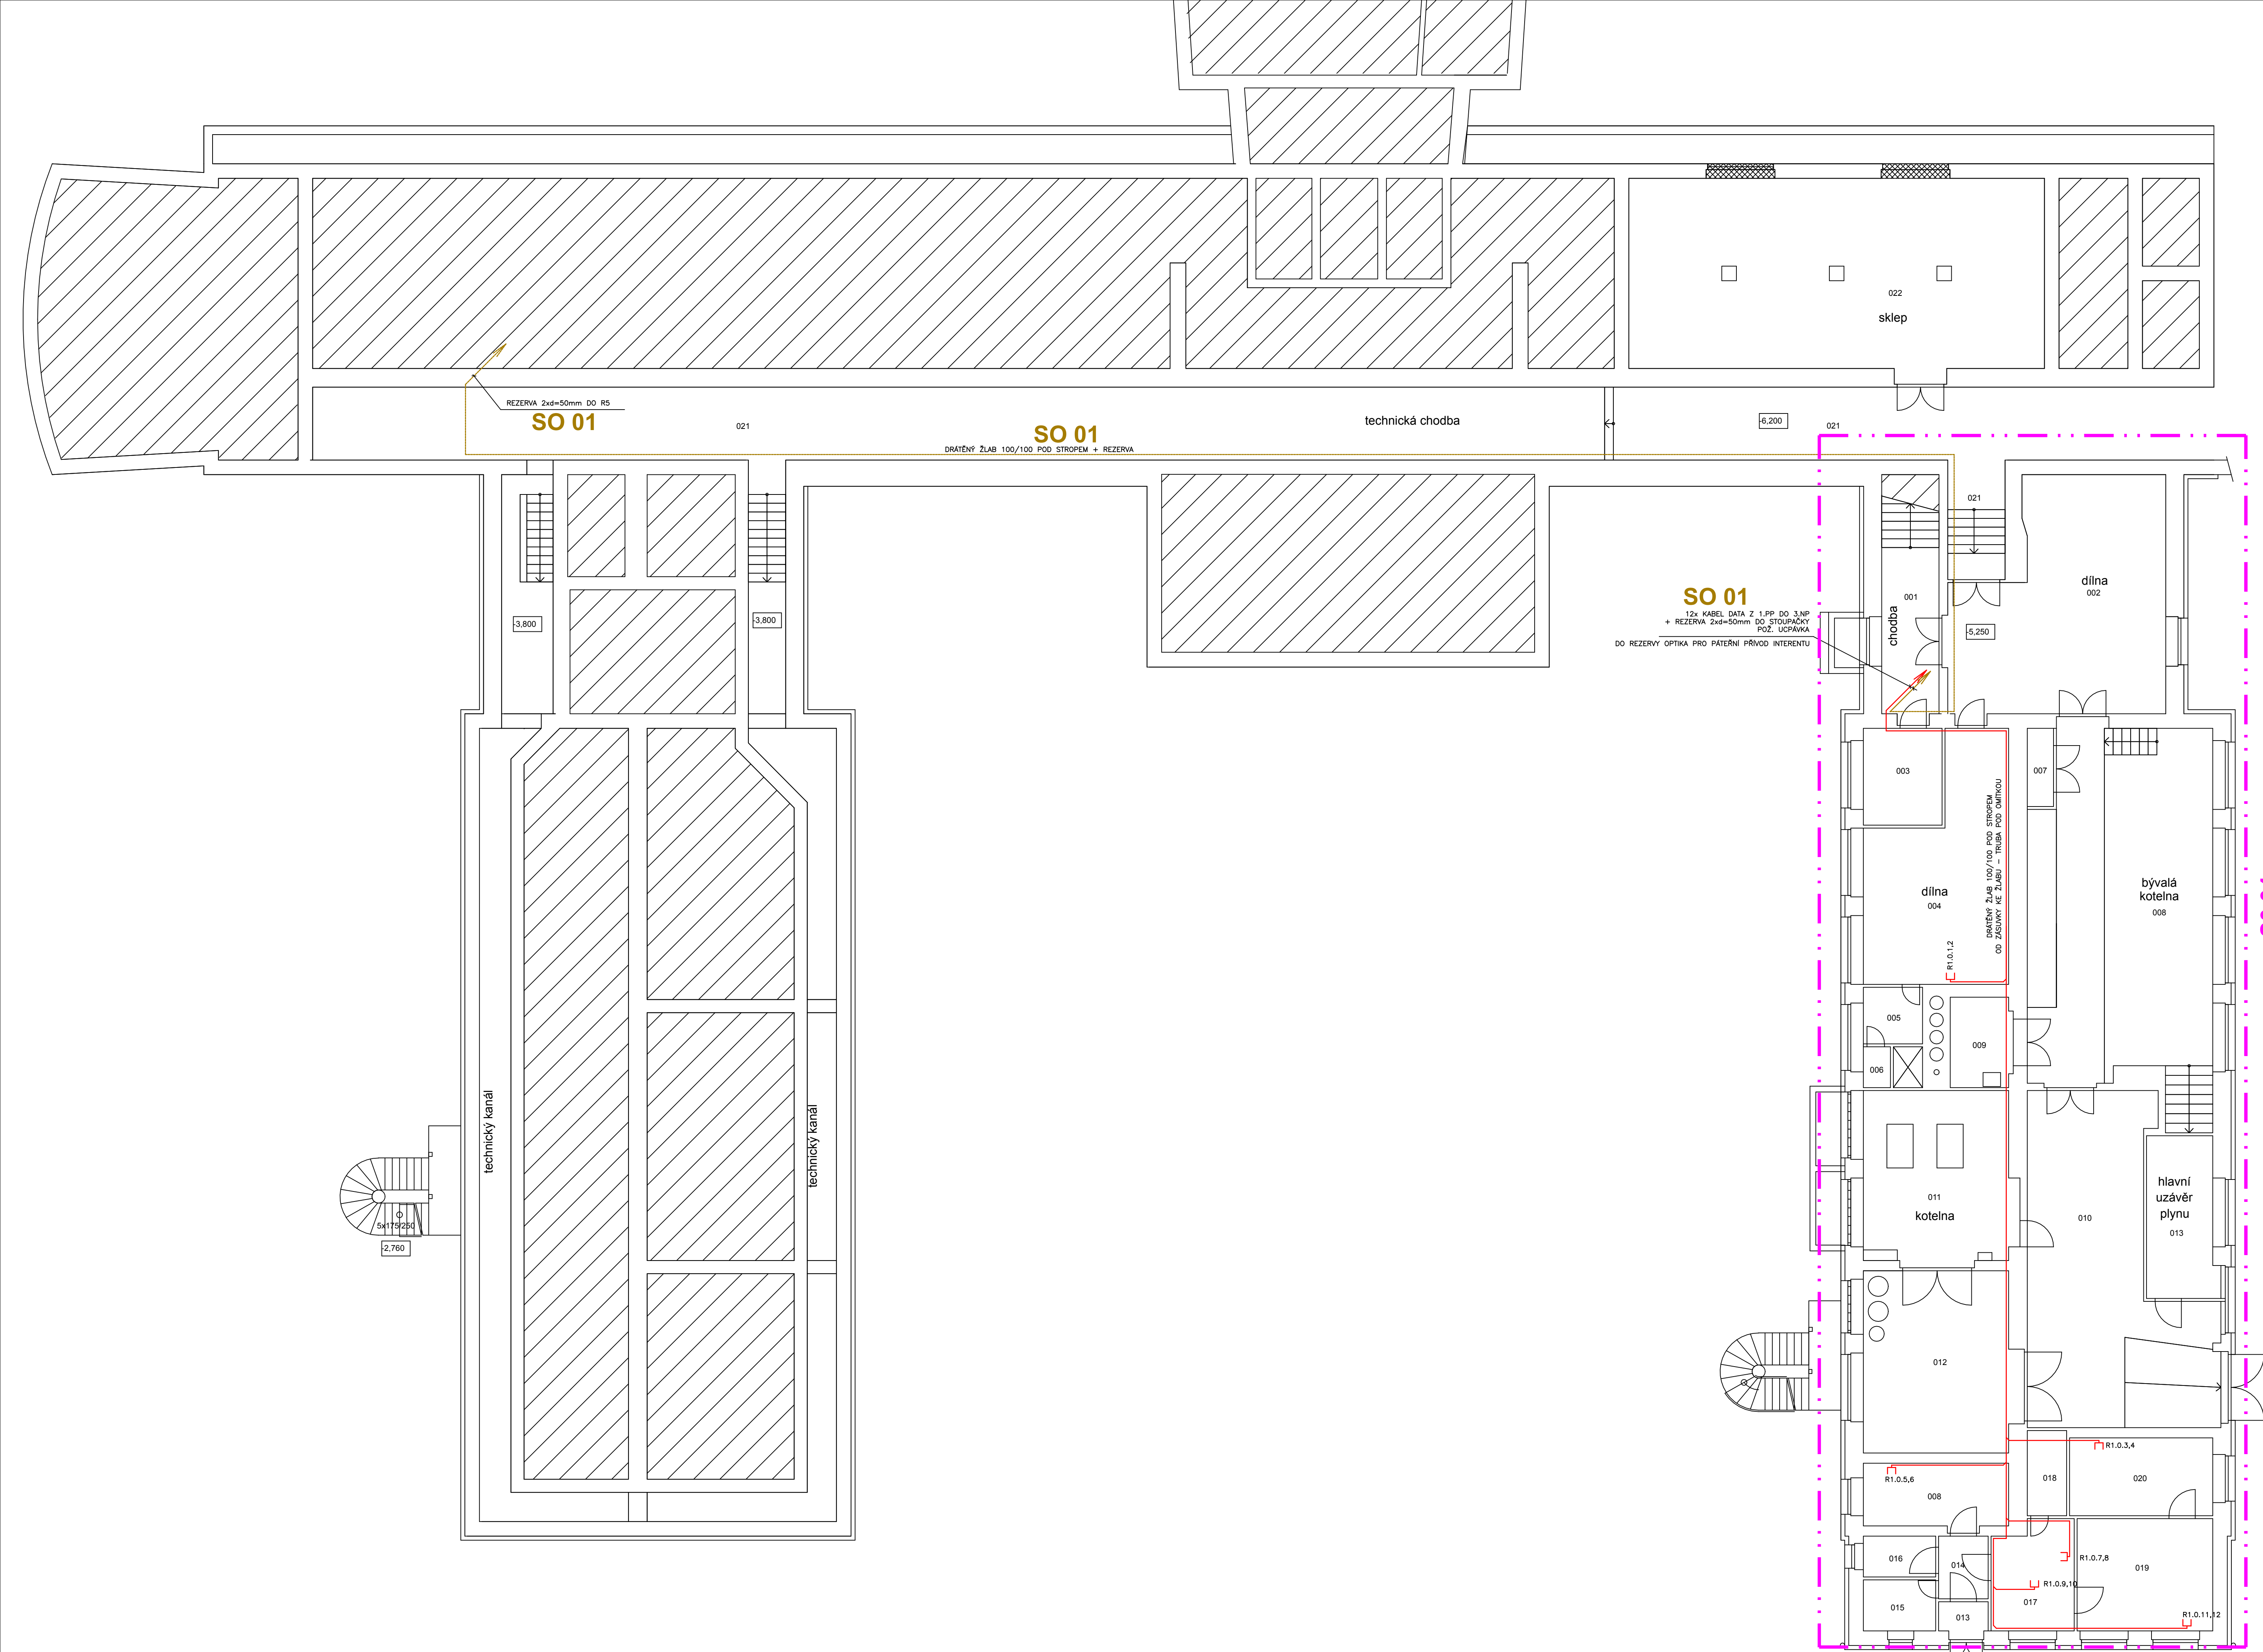 022
sklep
REZERVA 2xd=50mm DO R5
SO 01
021
SO 01
DRÁTĚNÝ ŽLAB 100/100 POD STROPEM + REZERVA
technická chodba
-6,200
021
021
-3,800
-3,800
SO 01
12x KABEL DATA Z 1.PP DO 3.NP
+ REZERVA 2xd=50mm DO STOUPAČKY
POŽ. UCPÁVKA
DO REZERVY OPTIKA PRO PÁTEŘNÍ PŘÍVOD INTERENTU
001
chodba
-5,250
dílna
002
003
007
DRÁTĚNÝ ŽLAB 100/100 POD STROPEM
OD ZÁSUVKY KE ŽLABU – TRUBA POD OMÍTKOU
dílna
004
bývalá
kotelna
008
R1.0.1,2
005
009
006
technický kanál
technický kanál
5x175/250
-2,760
011
kotelna
010
hlavní
uzávěr
plynu
013
012
R1.0.3,4
R1.0.5,6
018
020
008
016
014
R1.0.7,8
019
R1.0.9,10
017
015
013
R1.0.11,12